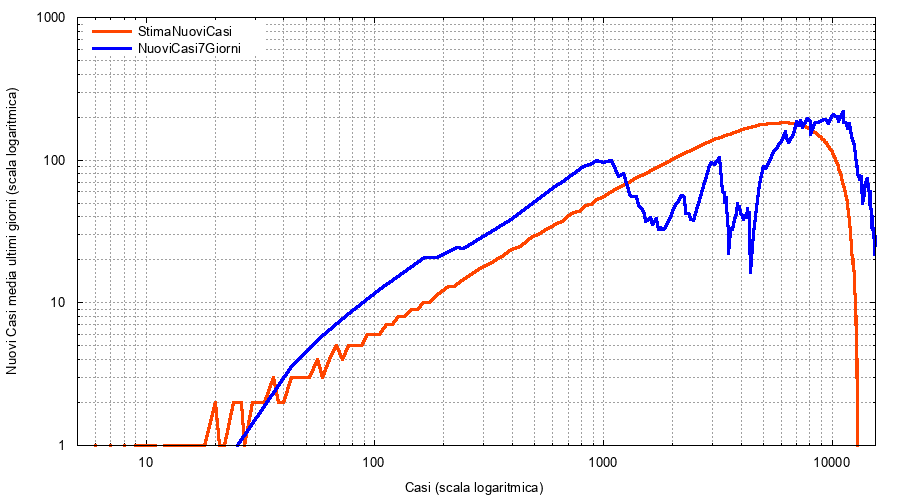 1000
StimaNuoviCasi
NuoviCasi7Giorni
100
10
1
Nuovi Casi media ultimi giorni (scala logaritmica)
10
100
1000
10000
Casi (scala logaritmica)